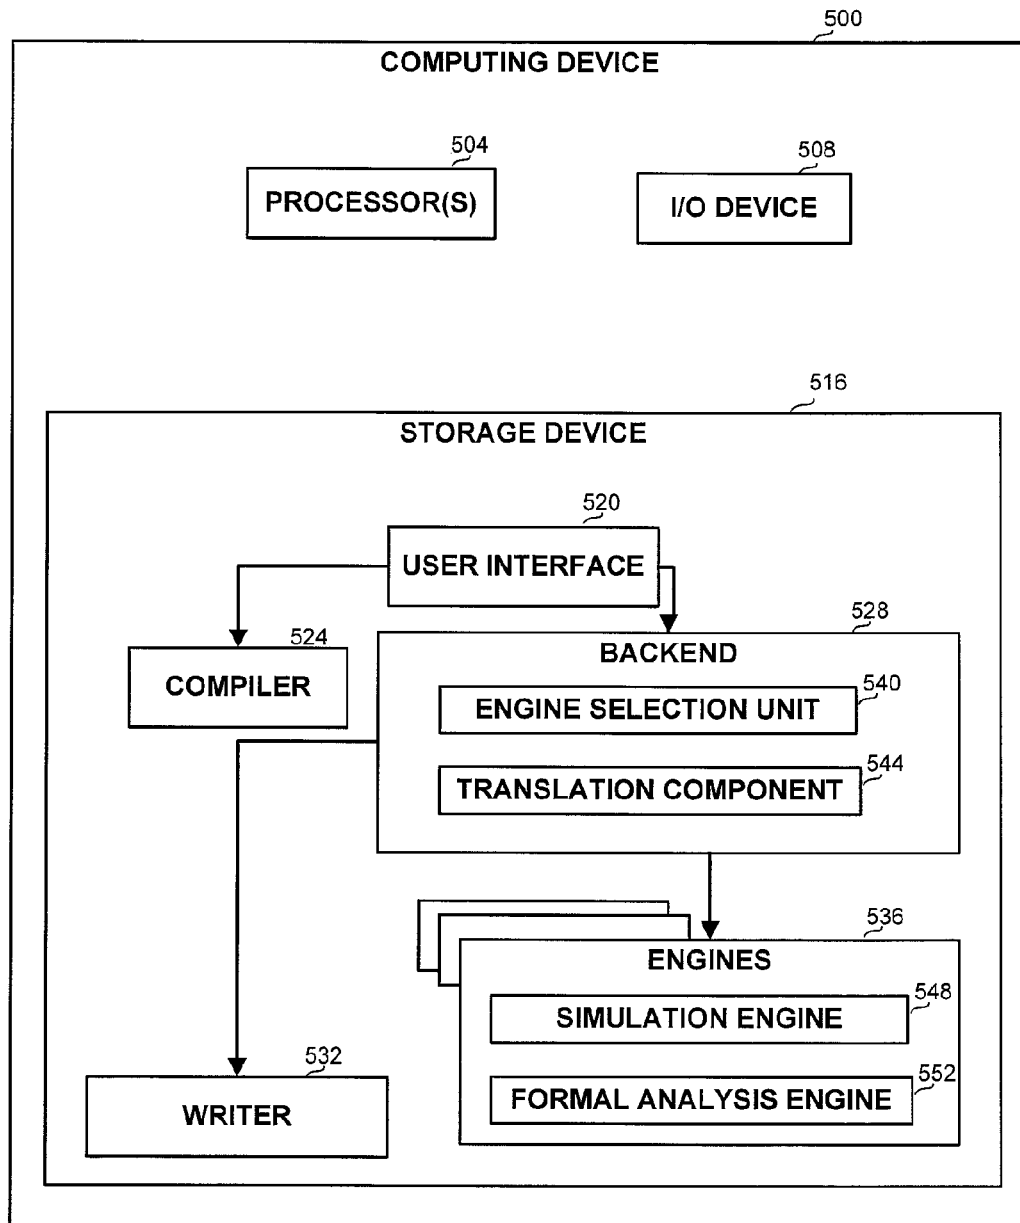 500
COMPUTING DEVICE
504
508
PROCESSOR(S)
I/O DEVICE
516
STORAGE DEVICE
520
USER INTERFACE
528
524
BACKEND
COMPILER
540
ENGINE SELECTION UNIT
544
TRANSLATION COMPONENT
536
ENGINES
548
SIMULATION ENGINE
532
552
WRITER
FORMAL ANALYSIS ENGINE